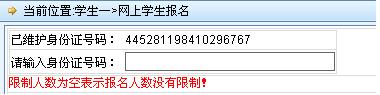 当前位置:学生一>网上学生报名
已维护身份证号码： 445281198410296767
请输入身份证号码：
限制人数为空表示报名人数没有限制!